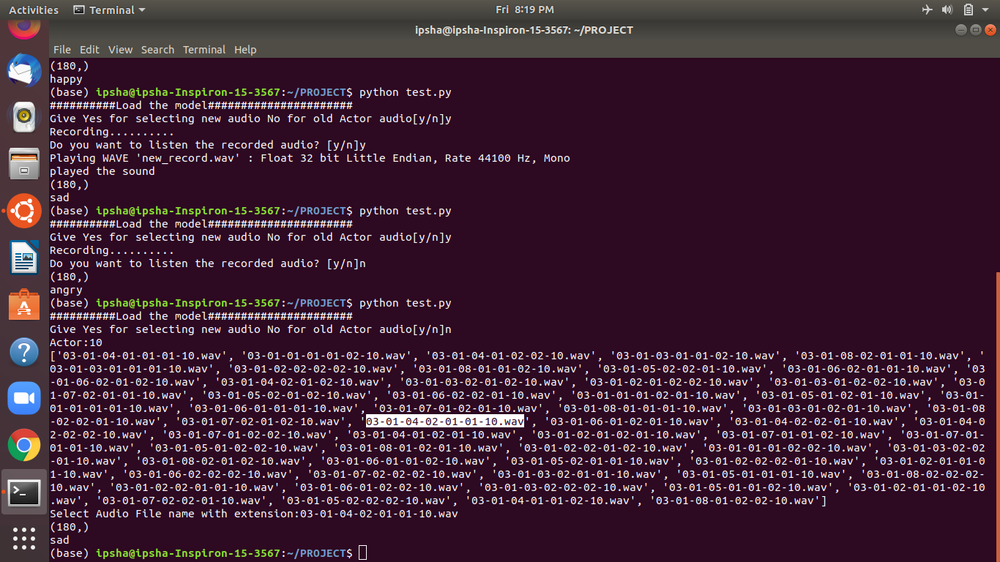 Activities
Terminal
Fri 8:19 PM
ipsha@ipsha-Inspiron-15-3567: ~/PROJECT
File Edit View Search Terminal Help
(180,)
happy
(base) ipsha@ipsha-Inspiron-15-3567:~/PROJECT$ python test.py
##########Load the model######################
Give Yes for selecting new audio No for old Actor audio[y/n]y
Recording..........
Do you want to listen the recorded audio? [y/n]y
Playing WAVE 'new_record.wav' : Float 32 bit Little Endian, Rate 44100 Hz, Mono
played the sound
(180,)
sad
(base) ipsha@ipsha-Inspiron-15-3567:~/PROJECT$ python test.py
##########Load the model######################
Give Yes for selecting new audio No for old Actor audio[y/n]y
Recording..........
Do you want to listen the recorded audio? [y/n]n
(180,)
angry
(base) ipsha@ipsha-Inspiron-15-3567:~/PROJECT$ python test.py
##########Load the model######################
Give Yes for selecting new audio No for old Actor audio[y/n]n
Actor:10
['03-01-04-01-01-01-10.wav', '03-01-01-01-01-02-10.wav', '03-01-04-01-02-02-10.wav', '03-01-03-01-01-02-10.wav', '03-01-08-02-01-01-10.wav', '
03-01-03-01-01-01-10.wav', '03-01-02-02-02-02-10.wav', '03-01-08-01-01-02-10.wav', '03-01-05-02-02-01-10.wav', '03-01-06-02-01-01-10.wav', '03
-01-06-02-01-02-10.wav', '03-01-04-02-01-02-10.wav', '03-01-03-02-01-02-10.wav', '03-01-02-01-02-02-10.wav', '03-01-03-01-02-01-10.wav', '03-0
1-07-02-01-01-10.wav', '03-01-05-02-01-02-10.wav', '03-01-06-02-02-01-10.wav', '03-01-01-01-02-01-10.wav', '03-01-05-01-02-01-10.wav', '03-01-
01-01-01-01-10.wav', '03-01-06-01-01-01-10.wav', '03-01-07-01-02-01-10.wav', '03-01-08-01-01-01-10.wav', '03-01-03-01-02-02-10.wav', '03-01-08
-02-02-01-10.wav', '03-01-07-02-01-02-10.wav', '03-01-04-02-01-01-10.wav', '03-01-06-01-02-01-10.wav', '03-01-04-02-02-01-10.wav', '03-01-04-0
2-02-02-10.wav', '03-01-07-01-02-02-10.wav', '03-01-04-01-02-01-10.wav', '03-01-02-01-02-01-10.wav', '03-01-07-01-01-02-10.wav', '03-01-07-01-
01-01-10.wav', '03-01-05-01-02-02-10.wav', '03-01-08-01-02-01-10.wav', '03-01-02-02-01-02-10.wav', '03-01-01-01-02-02-10.wav', '03-01-03-02-02
-01-10.wav', '03-01-08-02-01-02-10.wav', '03-01-06-01-01-02-10.wav', '03-01-05-02-01-01-10.wav', '03-01-02-02-02-01-10.wav', '03-01-02-01-01-0
1-10.wav', '03-01-06-02-02-02-10.wav', '03-01-07-02-02-02-10.wav', '03-01-03-02-01-01-10.wav', '03-01-05-01-01-01-10.wav', '03-01-08-02-02-02-
10.wav', '03-01-02-02-01-01-10.wav', '03-01-06-01-02-02-10.wav', '03-01-03-02-02-02-10.wav', '03-01-05-01-01-02-10.wav', '03-01-02-01-01-02-10
.wav', '03-01-07-02-02-01-10.wav', '03-01-05-02-02-02-10.wav', '03-01-04-01-01-02-10.wav', '03-01-08-01-02-02-10.wav']
Select Audio File name with extension:03-01-04-02-01-01-10.wav
(180,)
sad
(base) ipsha@ipsha-Inspiron-15-3567:~/PROJECT$